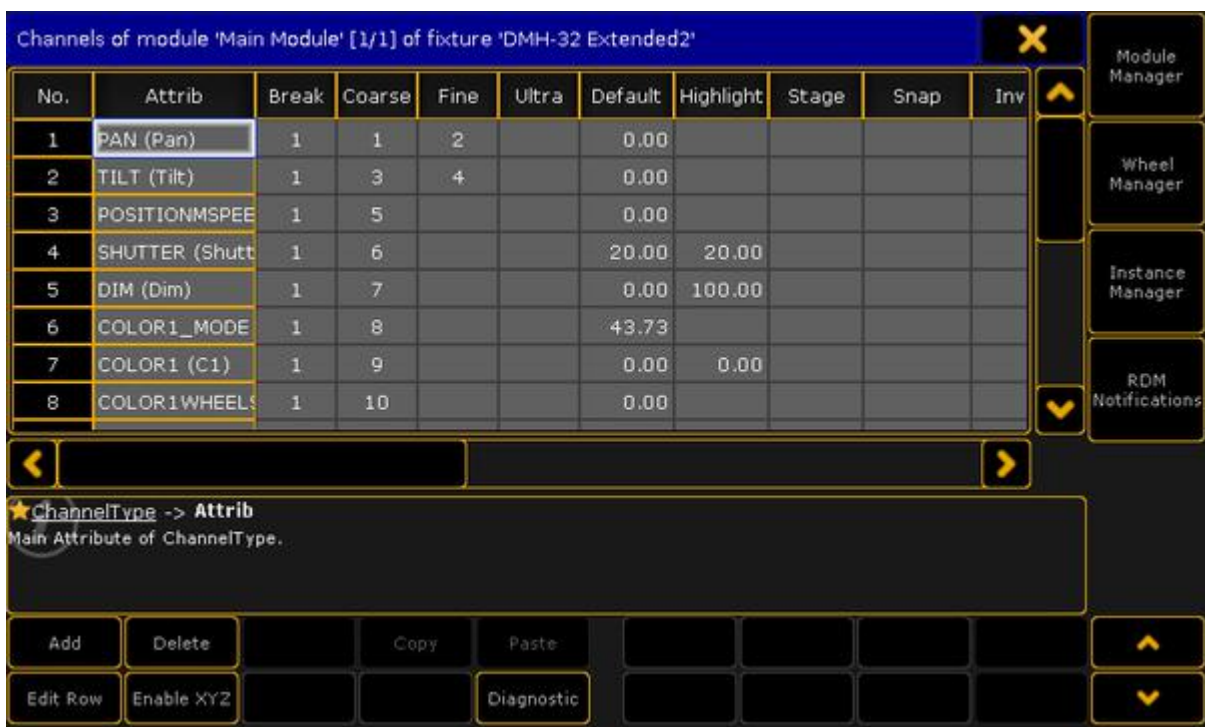 Channels of module 'Main Module' [1/1] of fixture 'DMH-32 Extended2'
Module Manager
No. Attrib Break Coarse Fine Ultra Default Highlight Stage Snap Inv
1 PAN (Pan) 1 1 2 0.00
2 TILT (Tilt) 1 3 4 0.00
Wheel Manager
3 POSITIONMSPEE 1 5 0.00
4 SHUTTER (Shutt 1 6 20.00 20.00
5 DIM (Dim) 1 7 0.00 100.00
Instance Manager
6 COLOR1_MODE 1 8 43.73
7 COLOR1 (C1) 1 9 0.00 0.00
8 COLOR1WHEELS 1 10 0.00
RDM Notifications
ChannelType -> Attrib
Main Attribute of ChannelType.
Add Delete Copy Paste
Edit Row Enable XYZ Diagnostic